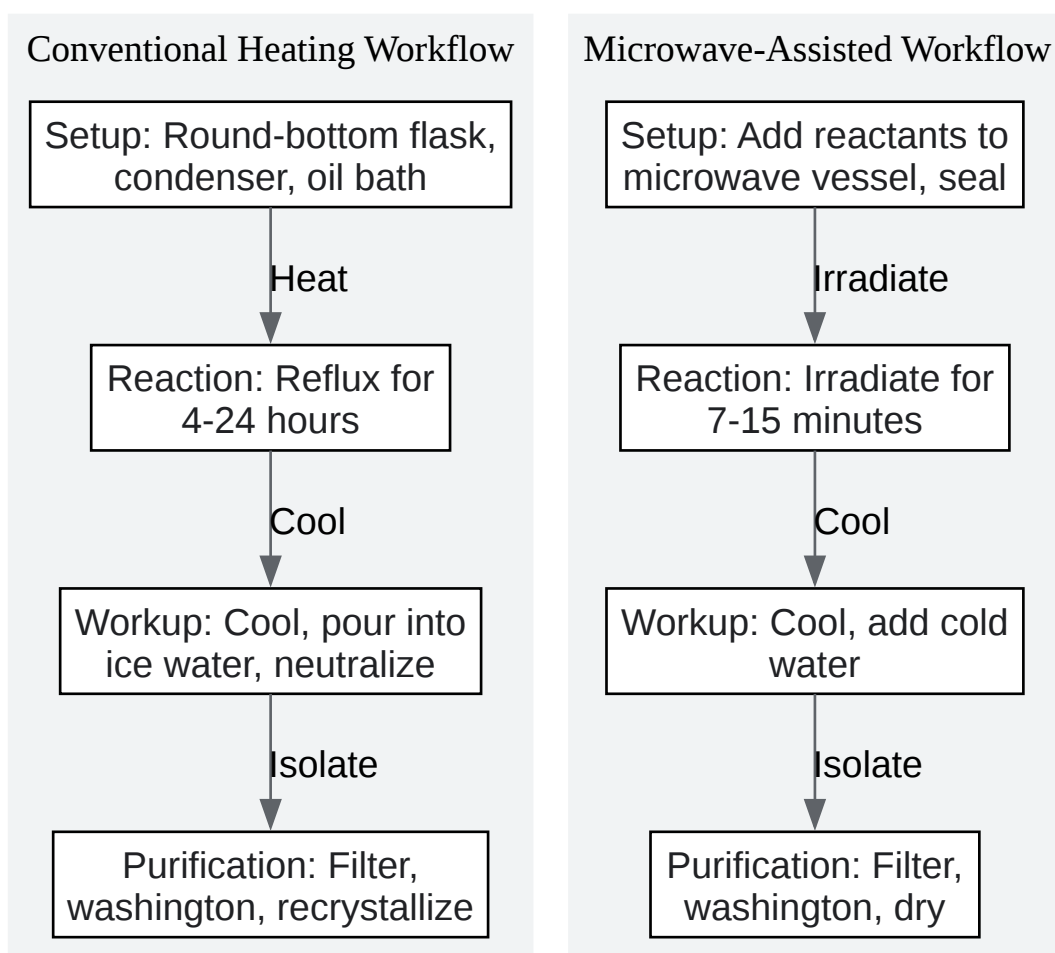 Conventional Heating Workflow
Setup: Round-bottom flask,
condenser, oil bath
Heat
Reaction: Reflux for
4-24 hours
Cool
Workup: Cool, pour into
ice water, neutralize
Isolate
Purification: Filter,
washington, recrystallize
Microwave-Assisted Workflow
Setup: Add reactants to
microwave vessel, seal
Irradiate
Reaction: Irradiate for
7-15 minutes
Cool
Workup: Cool, add cold
water
Isolate
Purification: Filter,
washington, dry